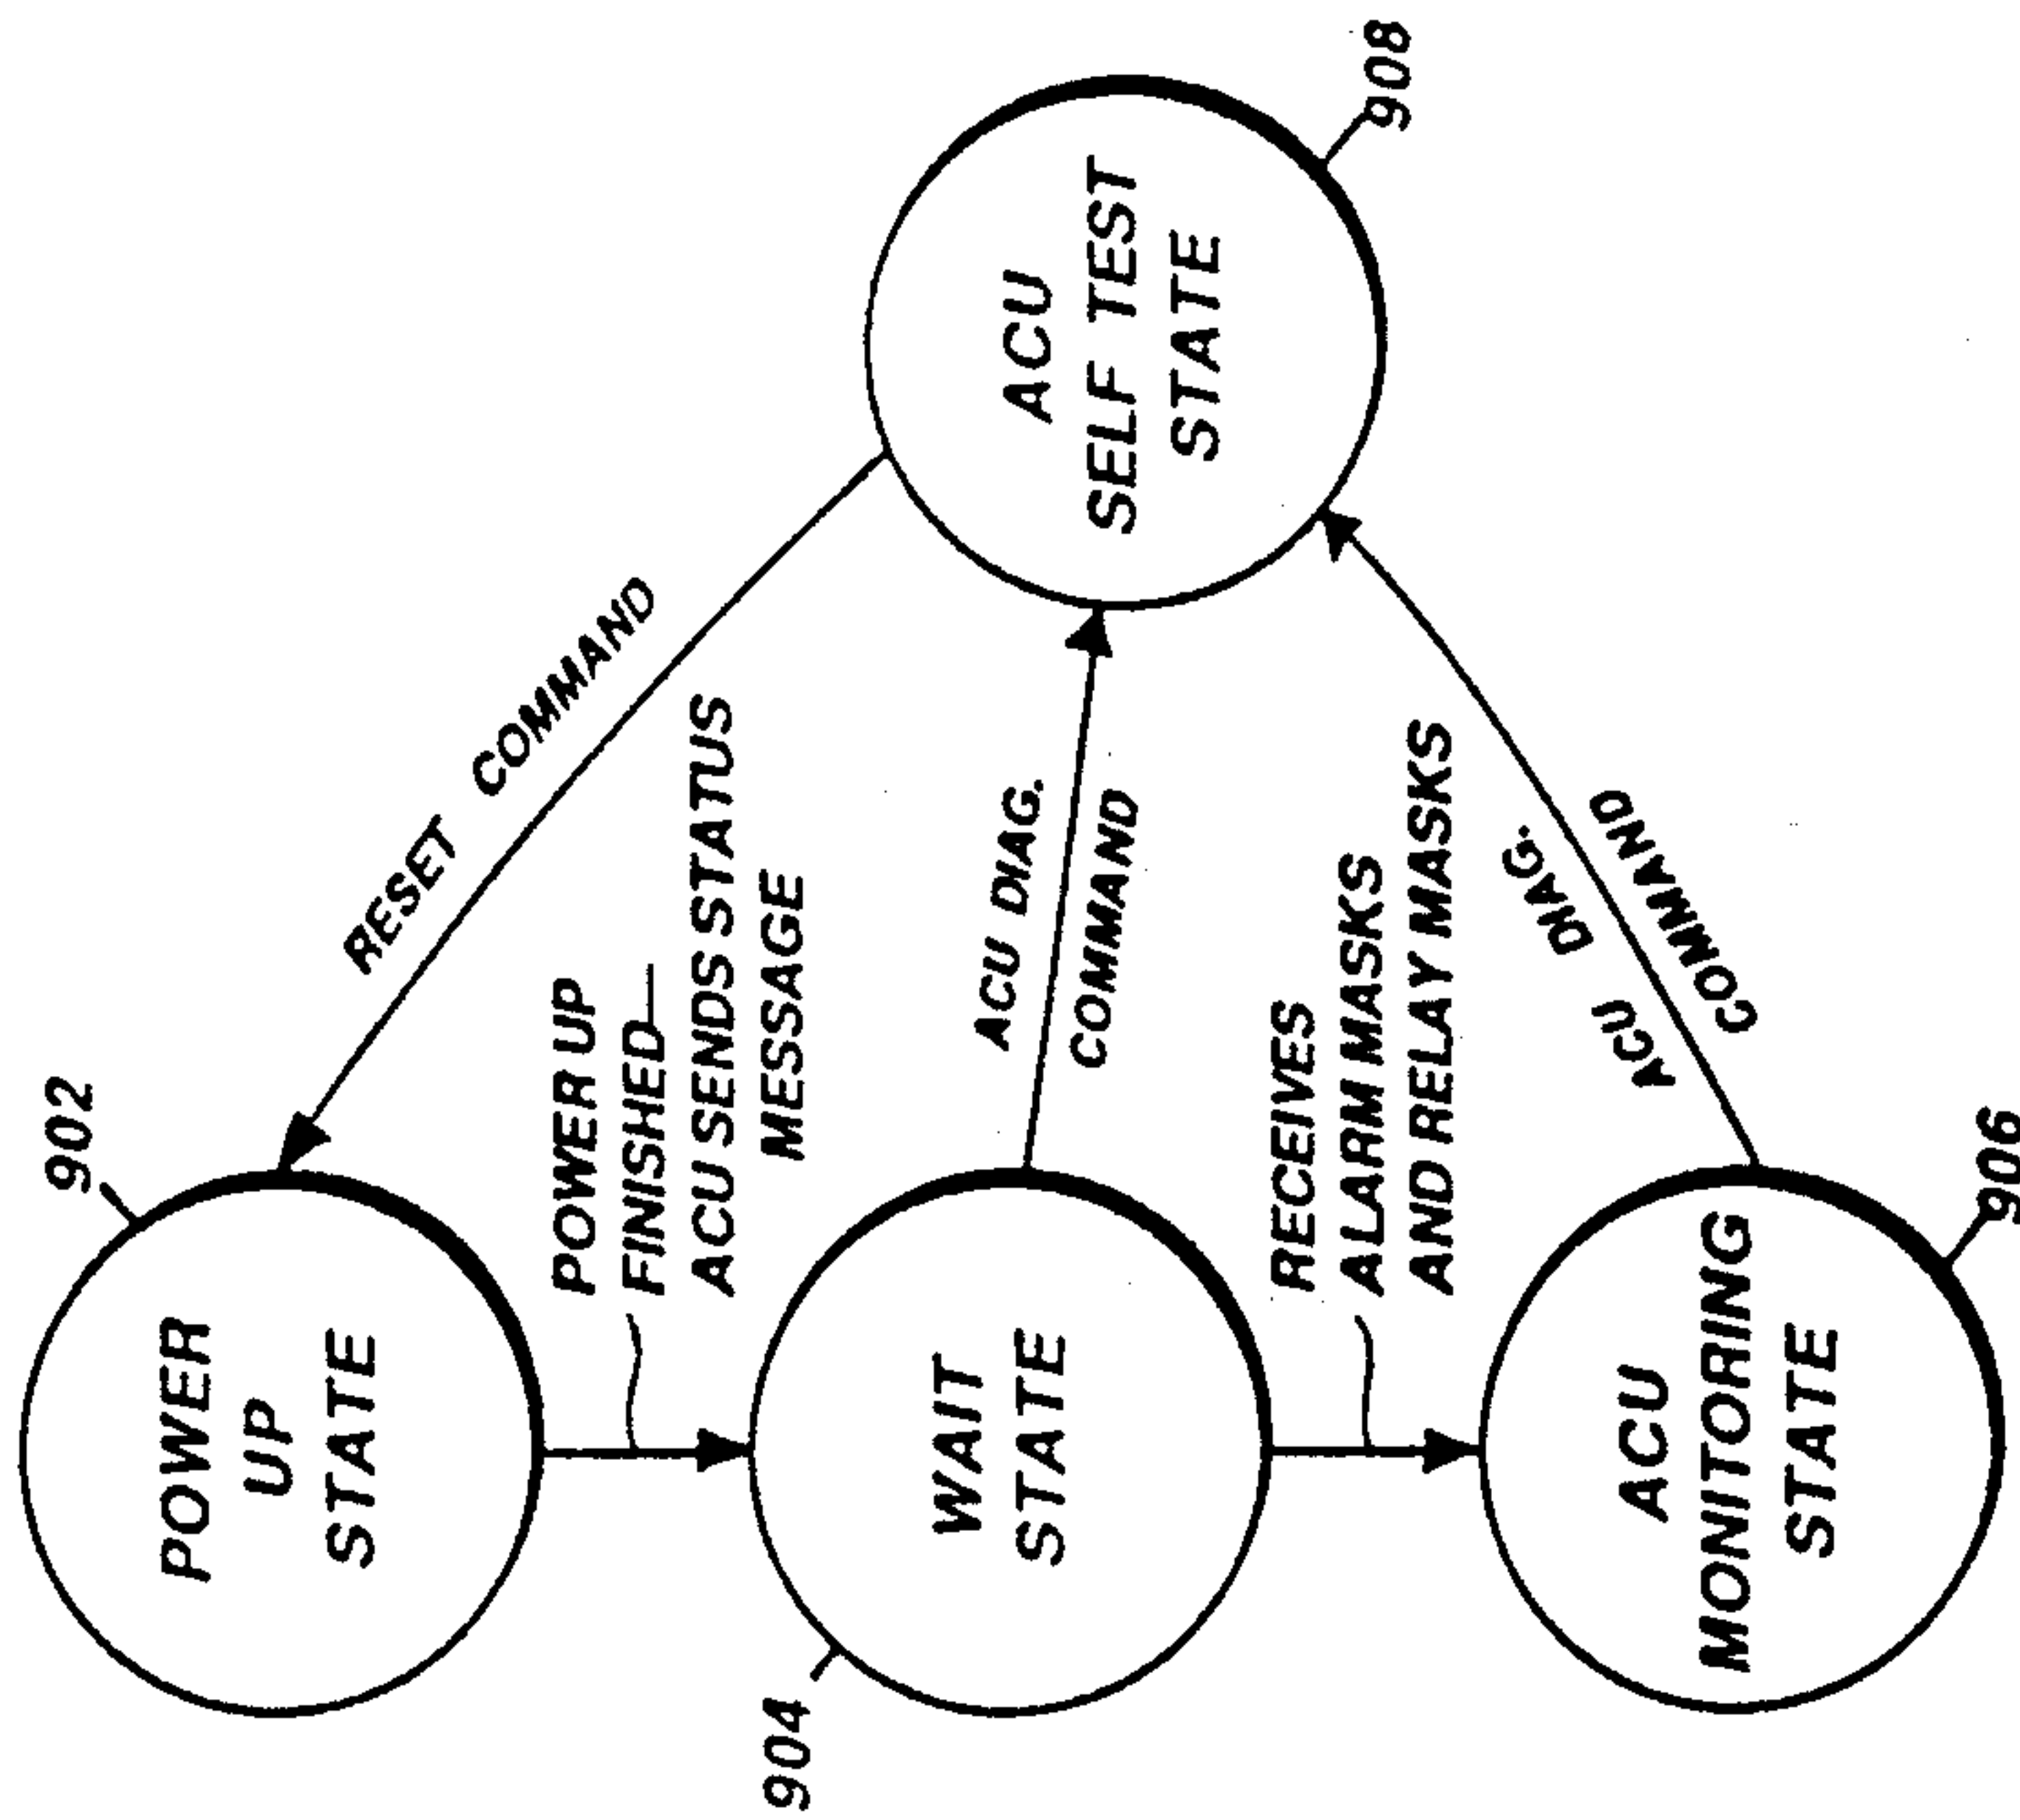 902
POWER
UP
STATE
RESET COMMAND
POWER UP
FINISHED—
ACU SENDS STATUS
MESSAGE
904
WAIT
STATE
ACU DIAG.
COMMAND
ACU
SELF TEST
STATE
908
RECEIVES
ALARM MASKS
AND RELAY MASKS
ACU DIAG.
COMMAND
ACU
MONITORING
STATE
906